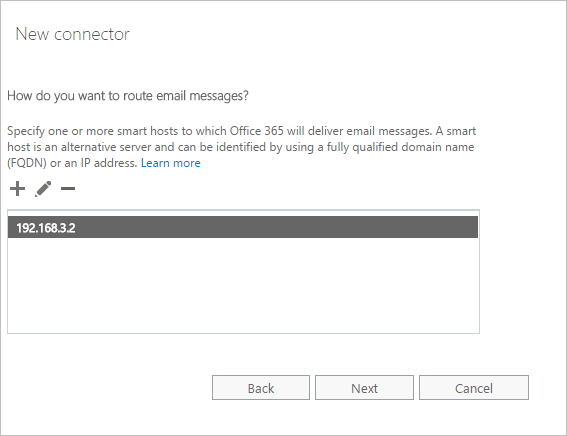 New connector
How do you want to route email messages?
Specify one or more smart hosts to which Office 365 will deliver email messages. A smart
host is an alternative server and can be identified by using a fully qualified domain name
(FQDN) or an IP address. Learn more
192.168.3.2
Back Next Cancel